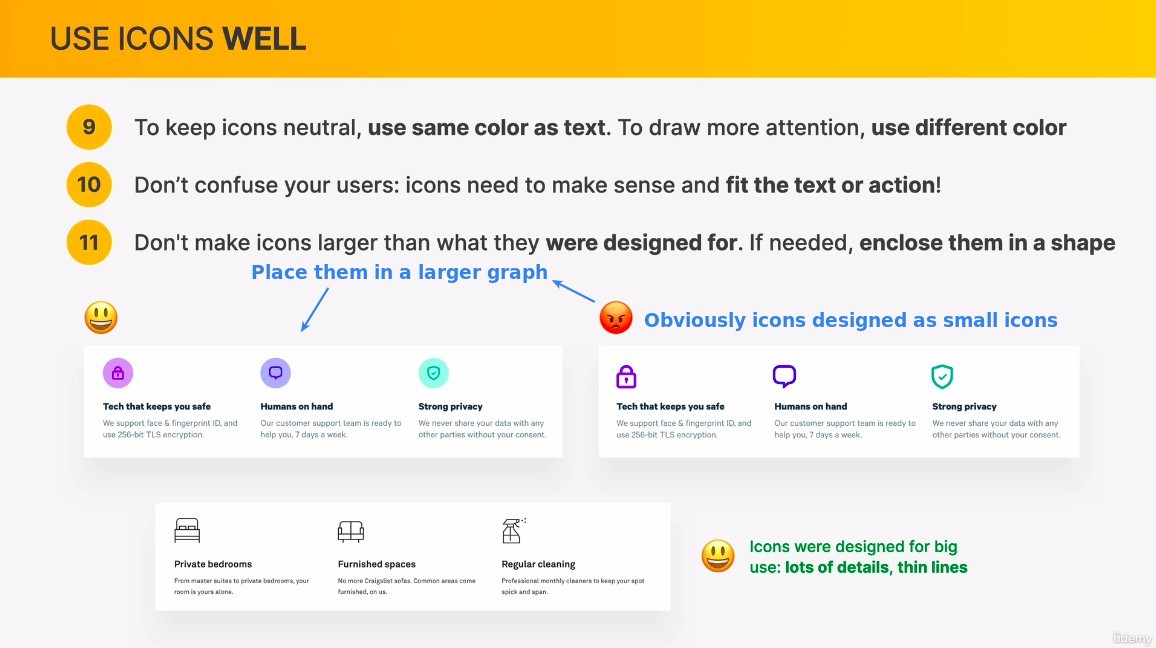 USE ICONS WELL
9 To keep icons neutral, use same color as text. To draw more attention, use different color
10 Don’t confuse your users: icons need to make sense and fit the text or action!
11 Don't make icons larger than what they were designed for. If needed, enclose them in a shape
Place them in a larger graph
Obviously icons designed as small icons
Tech that keeps you safe
We support face & fingerprint ID, and
use 256-bit TLS encryption.
Humans on hand
Our customer support team is ready to
help you, 7 days a week.
Strong privacy
We never share your data with any
other parties without your consent.
Tech that keeps you safe
We support face & fingerprint ID, and
use 256-bit TLS encryption.
Humans on hand
Our customer support team is ready to
help you, 7 days a week.
Strong privacy
We never share your data with any
other parties without your consent.
Private bedrooms
From master suites to private bedrooms, your
room is yours alone.
Furnished spaces
No more Craigslist sofas. Common areas come
furnished, on us.
Regular cleaning
Professional monthly cleaners to keep your spot
spick and span.
Icons were designed for big
use: lots of details, thin lines
ûdemy